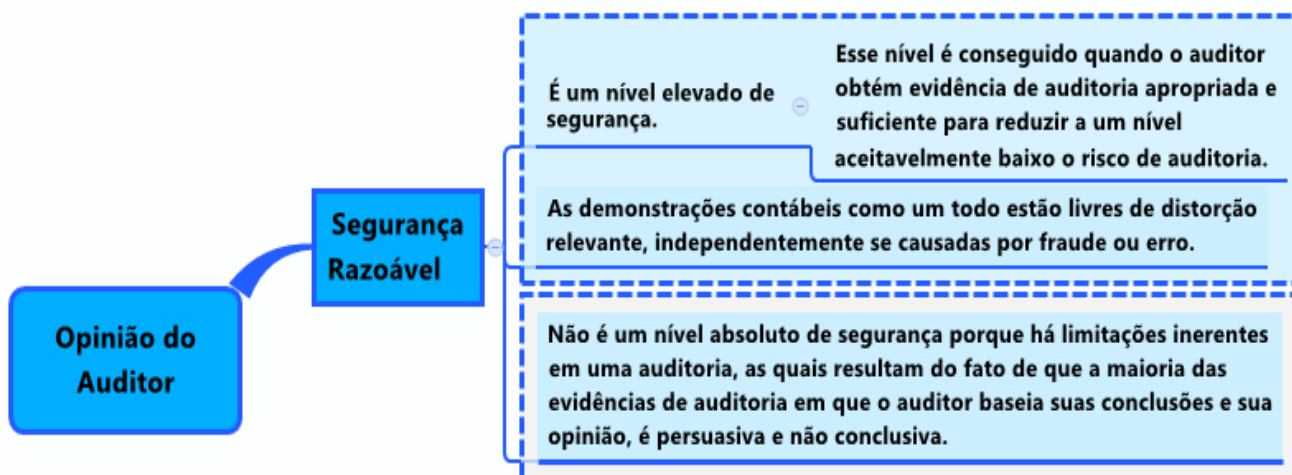 Opinião do
Auditor
Segurança
Razoável
É um nível elevado de
segurança.
Esse nível é conseguido quando o auditor
obtém evidência de auditoria apropriada e
suficiente para reduzir a um nível
aceitavelmente baixo o risco de auditoria.
As demonstrações contábeis como um todo estão livres de distorção
relevante, independentemente se causadas por fraude ou erro.
Não é um nível absoluto de segurança porque há limitações inerentes
em uma auditoria, as quais resultam do fato de que a maioria das
evidências de auditoria em que o auditor baseia suas conclusões e sua
opinião, é persuasiva e não conclusiva.